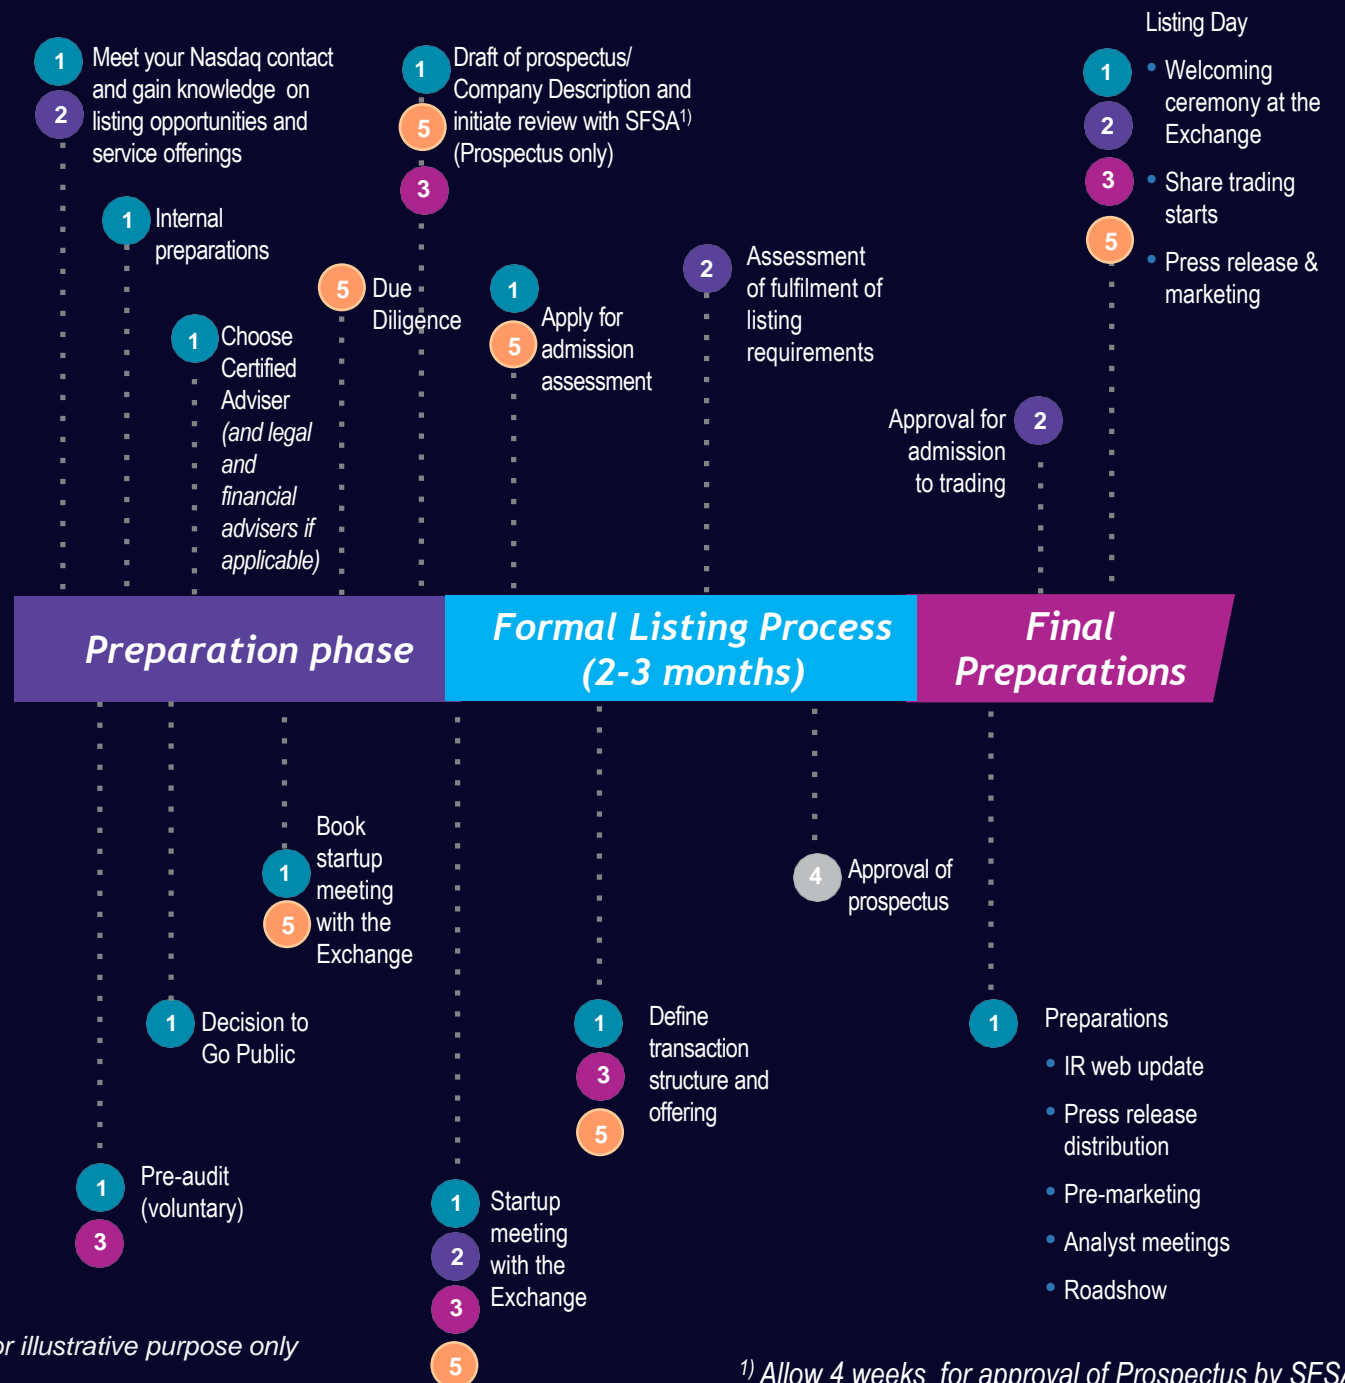 1
2
Meet your Nasdaq contact
and gain knowledge on
listing opportunities and
service offerings
1
Internal
preparations
1
Choose
Certified
Adviser
(and legal
and
financial
advisers if
applicable)
5
Due
Diligence
1
5
3
Draft of prospectus/
Company Description and
initiate review with SFSA1)
(Prospectus only)
1
5
Apply for
admission
assessment
2
Assessment
of fulfilment of
listing
requirements
Approval for
admission
to trading
2
Listing Day
1
2
3
5
• Welcoming
ceremony at the
Exchange
• Share trading
starts
• Press release &
marketing
Preparation phase
Formal Listing Process
(2-3 months)
Final
Preparations
1
3
Pre-audit
(voluntary)
1
Decision to
Go Public
1
5
Book
startup
meeting
with the
Exchange
1
2
3
5
Startup
meeting
with the
Exchange
1
3
5
Define
transaction
structure and
offering
4
Approval of
prospectus
1
Preparations
• IR web update
• Press release
distribution
• Pre-marketing
• Analyst meetings
• Roadshow
or illustrative purpose only
1) Allow 4 weeks for approval of Prospectus by SFSA